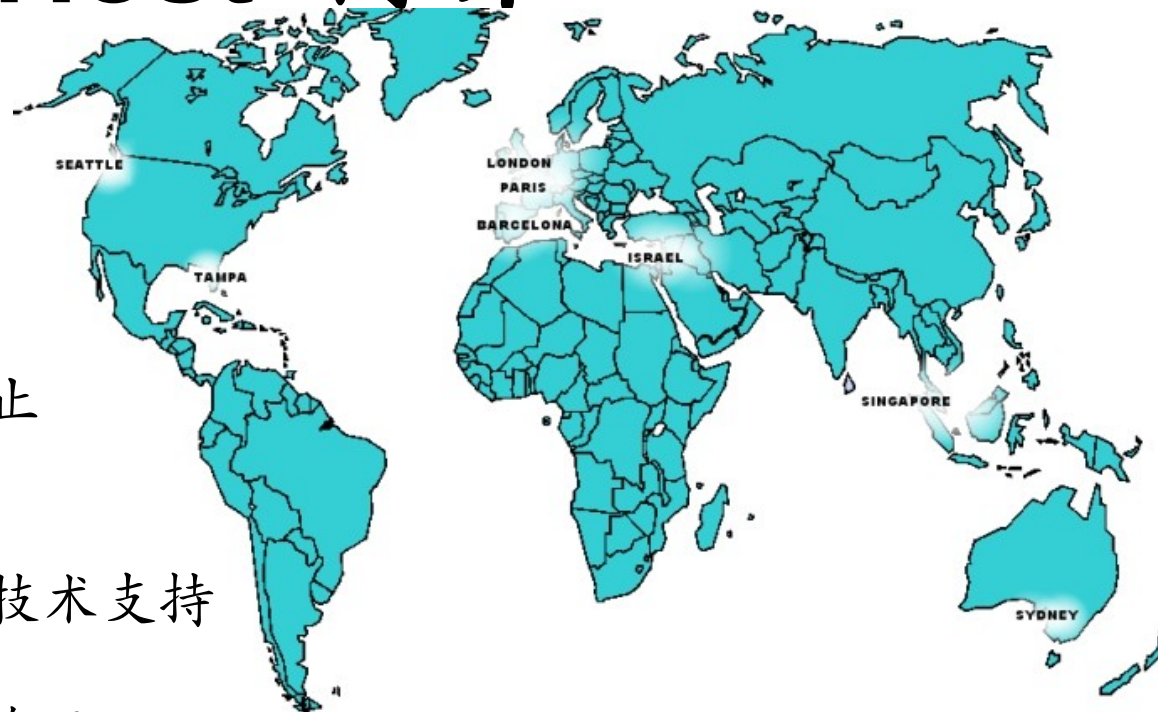 SEATTLE
LONDON
PARIS
BARCELONA
ISRAEL
TAMPA
止
SINGAPORE
技术支持
SYDNEY